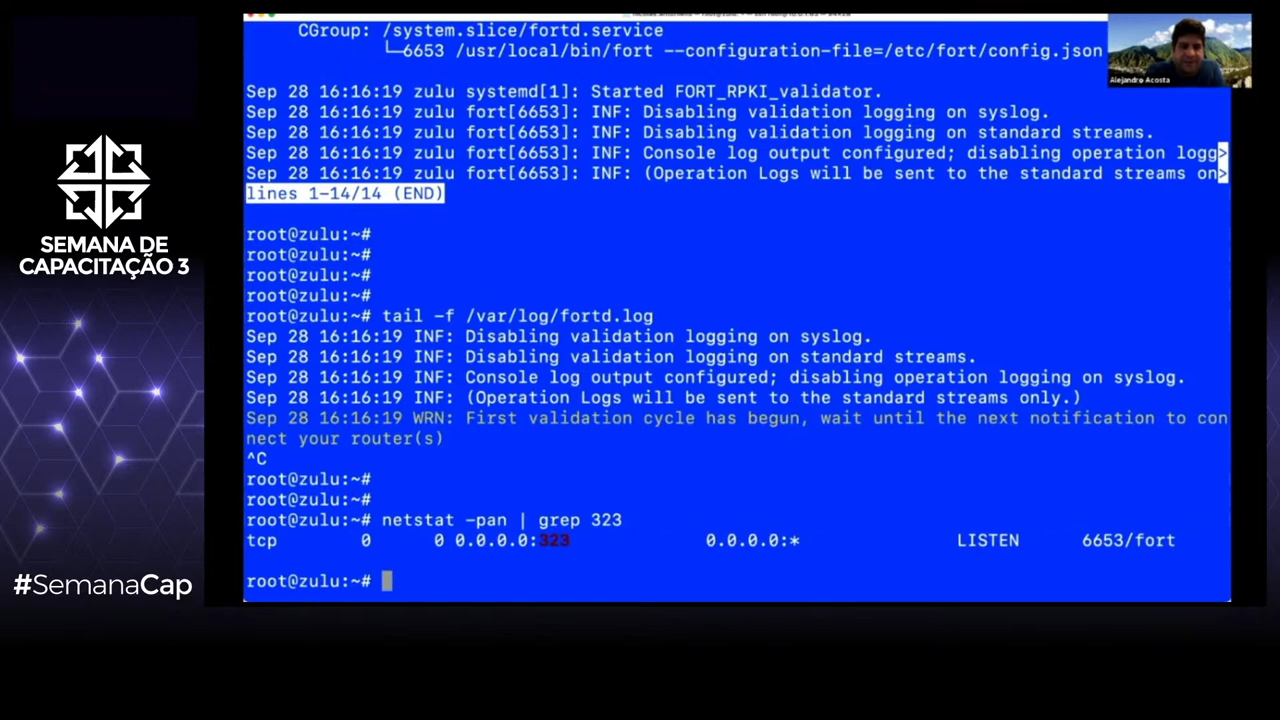 CGroup: /system.slice/fortd.service
└─6653 /usr/local/bin/fort --configuration-file=/etc/fort/config.json
Alejandro Acosta
Sep 28 16:16:19 zulu systemd[1]: Started FORT_RPKI_validator.
Sep 28 16:16:19 zulu fort[6653]: INF: Disabling validation logging on syslog.
Sep 28 16:16:19 zulu fort[6653]: INF: Disabling validation logging on standard streams.
Sep 28 16:16:19 zulu fort[6653]: INF: Console log output configured; disabling operation logg>
Sep 28 16:16:19 zulu fort[6653]: INF: (Operation Logs will be sent to the standard streams on>
lines 1-14/14 (END)
root@zulu:~#
root@zulu:~#
root@zulu:~#
root@zulu:~#
root@zulu:~# tail -f /var/log/fortd.log
Sep 28 16:16:19 INF: Disabling validation logging on syslog.
Sep 28 16:16:19 INF: Disabling validation logging on standard streams.
Sep 28 16:16:19 INF: Console log output configured; disabling operation logging on syslog.
Sep 28 16:16:19 INF: (Operation Logs will be sent to the standard streams only.)
Sep 28 16:16:19 WRN: First validation cycle has begun, wait until the next notification to con
nect your router(s)
^C
root@zulu:~#
root@zulu:~#
root@zulu:~# netstat -pan | grep 323
tcp 0 0 0.0.0.0:323 0.0.0.0:* LISTEN 6653/fort
root@zulu:~#
SEMANA DE
CAPACITAÇÃO 3
#SemanaCap